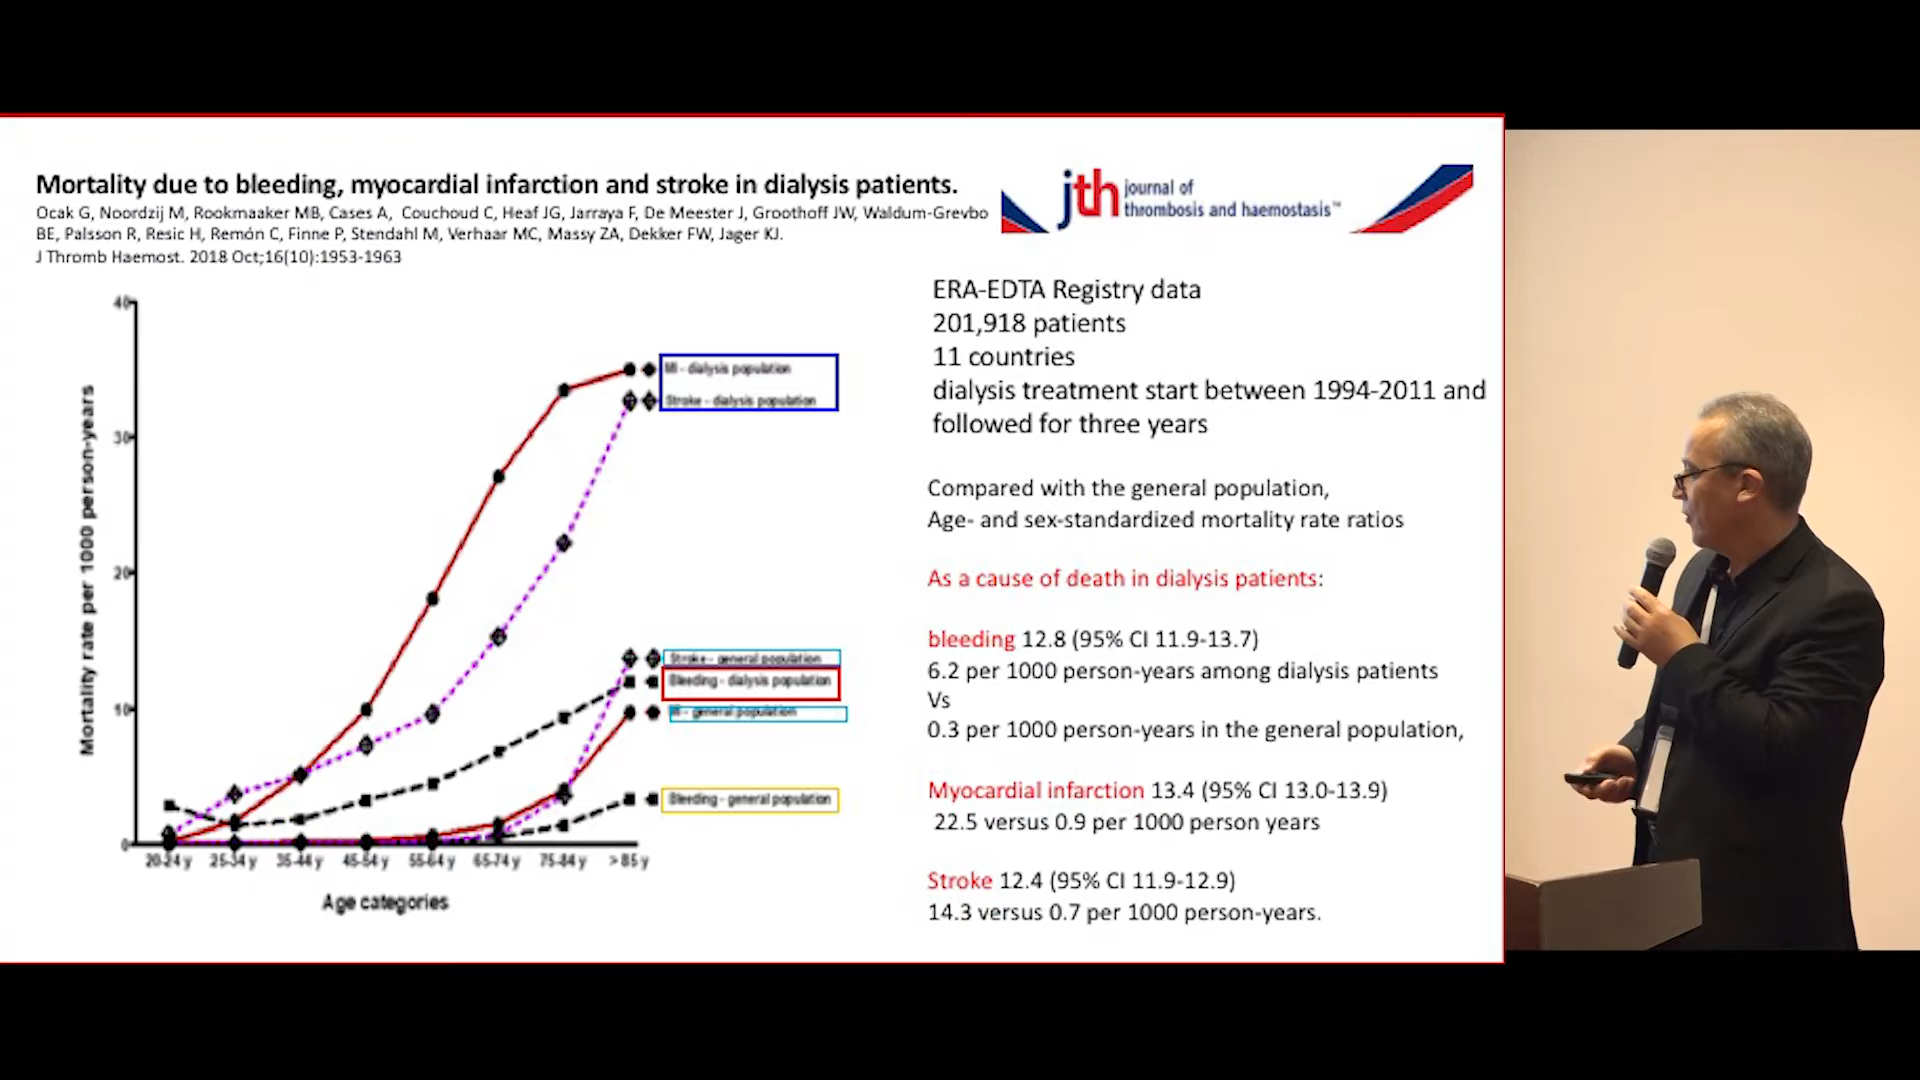 Mortality due to bleeding, myocardial infarction and stroke in dialysis patients.
Ocak G, Noordzij M, Rookmaaker MB, Cases A, Couchoud C, Heaf JG, Jarraya F, De Meester J, Groothoff JW, Waldum-Grevbo
BE, Palsson R, Resic H, Remón C, Finne P, Stendahl M, Verhaar MC, Massy ZA, Dekker FW, Jager KJ.
J Thromb Haemost. 2018 Oct;16(10):1953-1963
jth journal of
thrombosis and haemostasis™
40
30
20
10
0
Mortality rate per 1000 person-years
MI - dialysis population
Stroke - dialysis population
Stroke - general population
Bleeding - dialysis population
MI - general population
Bleeding - general population
20-24 y 25-34 y 35-44 y 45-54 y 55-64 y 65-74 y 75-84 y > 85 y
Age categories
ERA-EDTA Registry data
201,918 patients
11 countries
dialysis treatment start between 1994-2011 and
followed for three years
Compared with the general population,
Age- and sex-standardized mortality rate ratios
As a cause of death in dialysis patients:
bleeding 12.8 (95% CI 11.9-13.7)
6.2 per 1000 person-years among dialysis patients
Vs
0.3 per 1000 person-years in the general population,
Myocardial infarction 13.4 (95% CI 13.0-13.9)
22.5 versus 0.9 per 1000 person years
Stroke 12.4 (95% CI 11.9-12.9)
14.3 versus 0.7 per 1000 person-years.